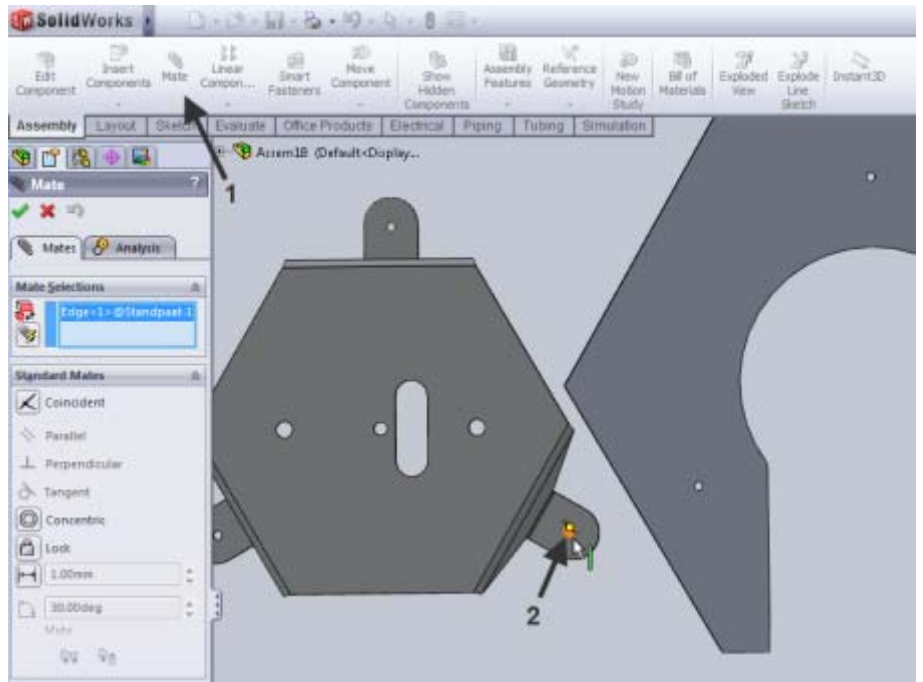 SolidWorks
Edit Component
Insert Components
Mate
Linear Compon...
Smart Fasteners
Move Component
Show Hidden Components
Assembly Features
Reference Geometry
New Motion Study
Bill of Materials
Exploded View
Explode Line Sketch
Instant3D
Assembly Layout Sketch Evaluate Office Products Electrical Piping Tubing Simulation
Assem1B (Default<Display...
1
Mate ?
Mates Analysis
Mate Selections
Edge<1>@Standpaat-1
Standard Mates
Coincident
Parallel
Perpendicular
Tangent
Concentric
Lock
1.00mm
30.00deg
Mate
2